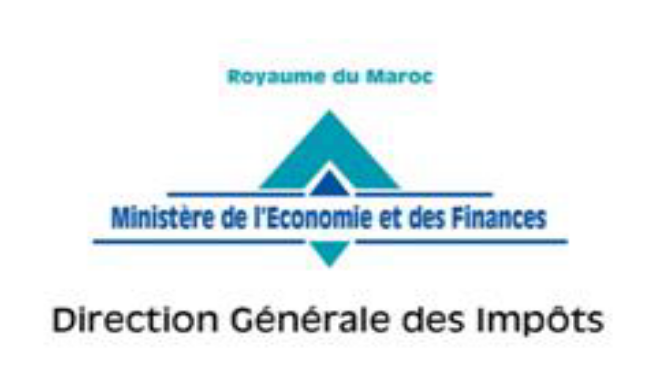 Royaume du Maroc
Ministère de l'Economie et des Finances
Direction Générale des Impôts